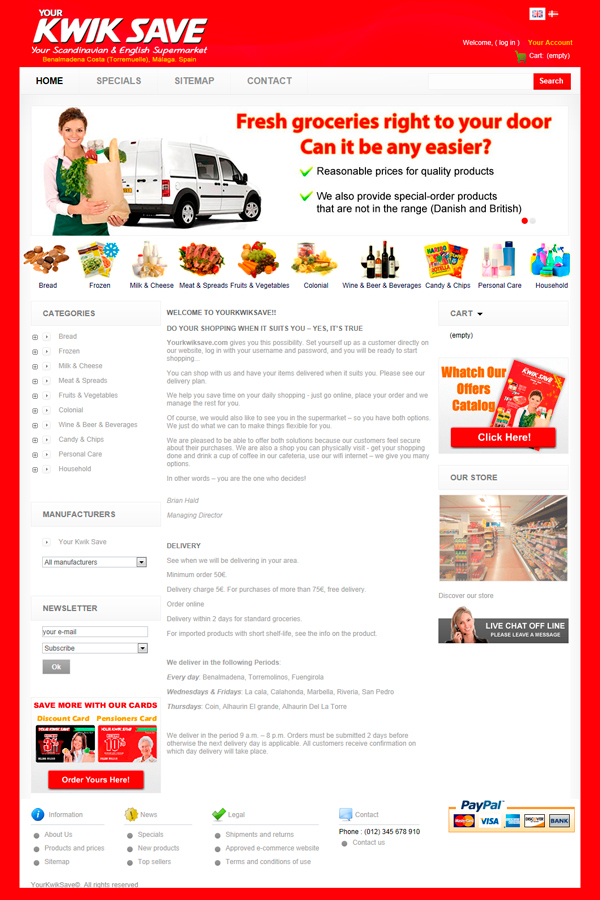 YOUR
KWIK SAVE
Your Scandinavian & English Supermarket
Benalmadena Costa (Torremuelle), Málaga, Spain
Welcome, ( log in ) Your Account
Cart: (empty)
HOME SPECIALS SITEMAP CONTACT
Search
Fresh groceries right to your door
Can it be any easier?
Reasonable prices for quality products
We also provide special-order products
that are not in the range (Danish and British)
Bread Frozen Milk & Cheese Meat & Spreads Fruits & Vegetables Colonial Wine & Beer & Beverages Candy & Chips Personal Care Household
CATEGORIES
Bread
Frozen
Milk & Cheese
Meat & Spreads
Fruits & Vegetables
Colonial
Wine & Beer & Beverages
Candy & Chips
Personal Care
Household
MANUFACTURERS
Your Kwik Save
All manufacturers
NEWSLETTER
your e-mail
Subscribe
Ok
SAVE MORE WITH OUR CARDS
Discount Card Pensioners Card
Order Yours Here!
WELCOME TO YOURKWIKSAVE!!
DO YOUR SHOPPING WHEN IT SUITS YOU – YES, IT'S TRUE
Yourkwiksave.com gives you this possibility. Set yourself up as a customer directly on
our website, log in with your username and password, and you will be ready to start
shopping...
You can shop with us and have your items delivered when it suits you. Please see our
delivery plan.
We help you save time on your daily shopping - just go online, place your order and we
manage the rest for you.
Of course, we would also like to see you in the supermarket – so you have both options.
We just do what we can to make things flexible for you.
We are pleased to be able to offer both solutions because our customers feel secure
about their purchases. We are also a shop you can physically visit - get your shopping
done and drink a cup of coffee in our cafeteria, use our wifi internet – we give you many
options.
In other words – you are the one who decides!
Brian Hald
Managing Director
DELIVERY
See when we will be delivering in your area.
Minimum order 50€.
Delivery charge 5€. For purchases of more than 75€, free delivery.
Order online
Delivery within 2 days for standard groceries
For imported products with short shelf-life, see the info on the product.
We deliver in the following Periods:
Every day: Benalmadena, Torremolinos, Fuengirola
Wednesdays & Fridays: La cala, Calahonda, Marbella, Riveria, San Pedro
Thursdays: Coin, Alhaurin El grande, Alhaurin Del La Torre
We deliver in the period 9 a.m. – 8 p.m. Orders must be submitted 2 days before
otherwise the next delivery day is applicable. All customers receive confirmation on
which day delivery will take place.
CART
(empty)
Whatch Our
Offers
Catalog
KWIK SAVE
Click Here!
OUR STORE
Discover our store
LIVE CHAT OFF LINE
PLEASE LEAVE A MESSAGE
Information
About Us
Products and prices
Sitemap
News
Specials
New products
Top sellers
Legal
Shipments and returns
Approved e-commerce website
Terms and conditions of use
Contact
Phone : (012) 345 678 910
Contact us
PayPal
MasterCard VISA DISCOVER BANK
YourKwikSave©. All rights reserved